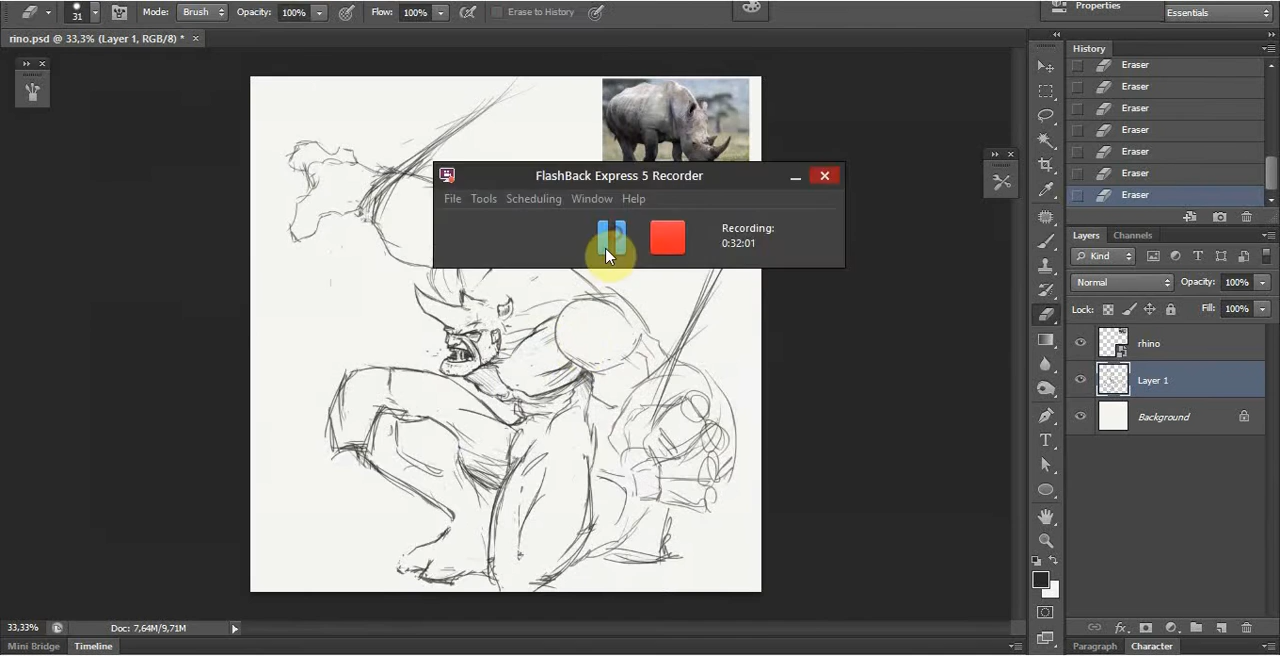 31
Mode:
Brush
Opacity:
100%
Flow:
100%
Erase to History
Properties
Essentials
rino.psd @ 33,3% (Layer 1, RGB/8) *
History
Eraser
Eraser
Eraser
Eraser
Eraser
Eraser
Eraser
FlashBack Express 5 Recorder
File Tools Scheduling Window Help
Recording:
0:32:01
Layers Channels
Kind
Normal
Opacity: 100%
Lock:
Fill: 100%
rhino
Layer 1
Background
33,33%
Doc: 7,64M/9,71M
Mini Bridge Timeline
Paragraph Character